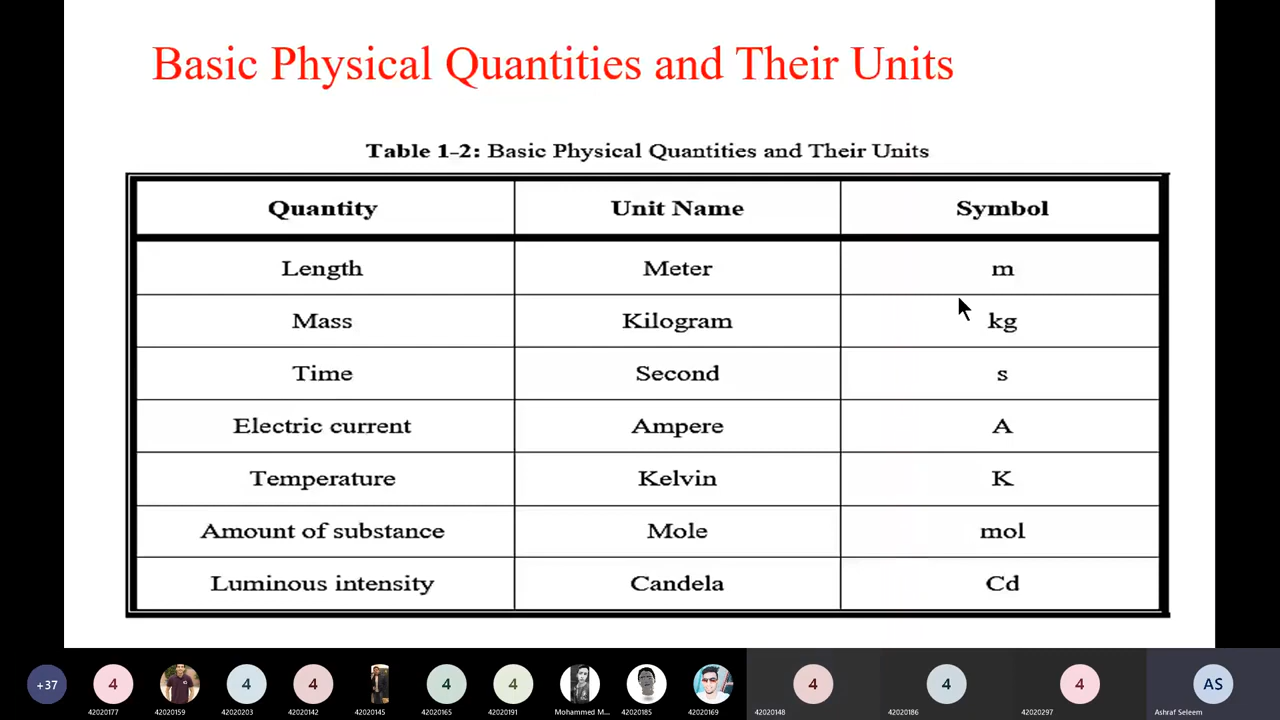 Basic Physical Quantities and Their Units
Table 1-2: Basic Physical Quantities and Their Units
Quantity Unit Name Symbol
Length Meter m
Mass Kilogram kg
Time Second s
Electric current Ampere A
Temperature Kelvin K
Amount of substance Mole mol
Luminous intensity Candela Cd
+37 4 4 4 4 4 4 4 4 AS
42020177 42020159 42020203 42020142 42020145 42020165 42020191 Mohammed M... 42020185 42020169 42020148 42020186 42020297 Ashraf Seleem